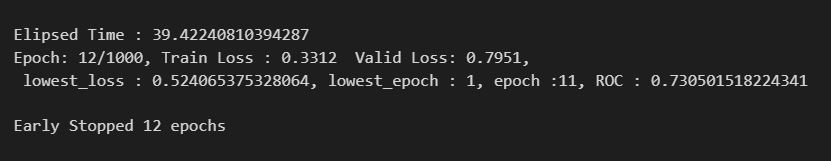 Elipsed Time : 39.42240810394287
Epoch: 12/1000, Train Loss : 0.3312  Valid Loss: 0.7951,
 lowest_loss : 0.524065375328064, lowest_epoch : 1, epoch :11, ROC : 0.730501518224341
Early Stopped 12 epochs